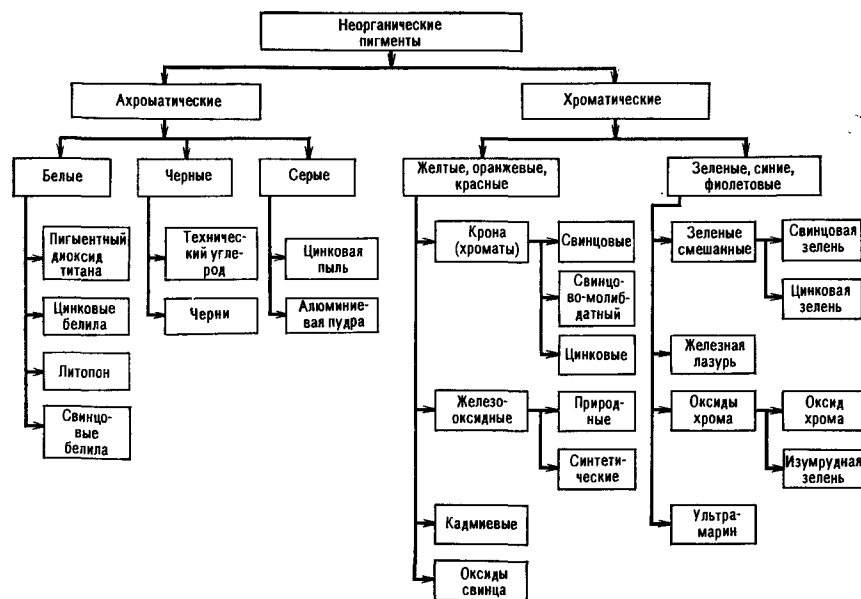 Неорганические
пигменты
Ахроматические
Хроматические
Белые
Черные
Серые
Желтые, оранжевые,
красные
Зеленые, синие,
фиолетовые
Пигментный
диоксид
титана
Цинковые
белила
Литопон
Свинцо-
вые
белила
Техничес-
кий угле-
род
Черни
Цинковая
пыль
Алюминие-
вая пудра
Крона
(хроматы)
Свинцовые
Свинцо-
во-молиб-
датный
Цинковые
Железо-
оксидные
Природ-
ные
Синтети-
ческие
Кадмиевые
Оксиды
свинца
Зеленые
смешанные
Свинцовая
зелень
Цинковая
зелень
Железная
лазурь
Оксиды
хрома
Оксид
хрома
Изумрудная
зелень
Ультра-
марин